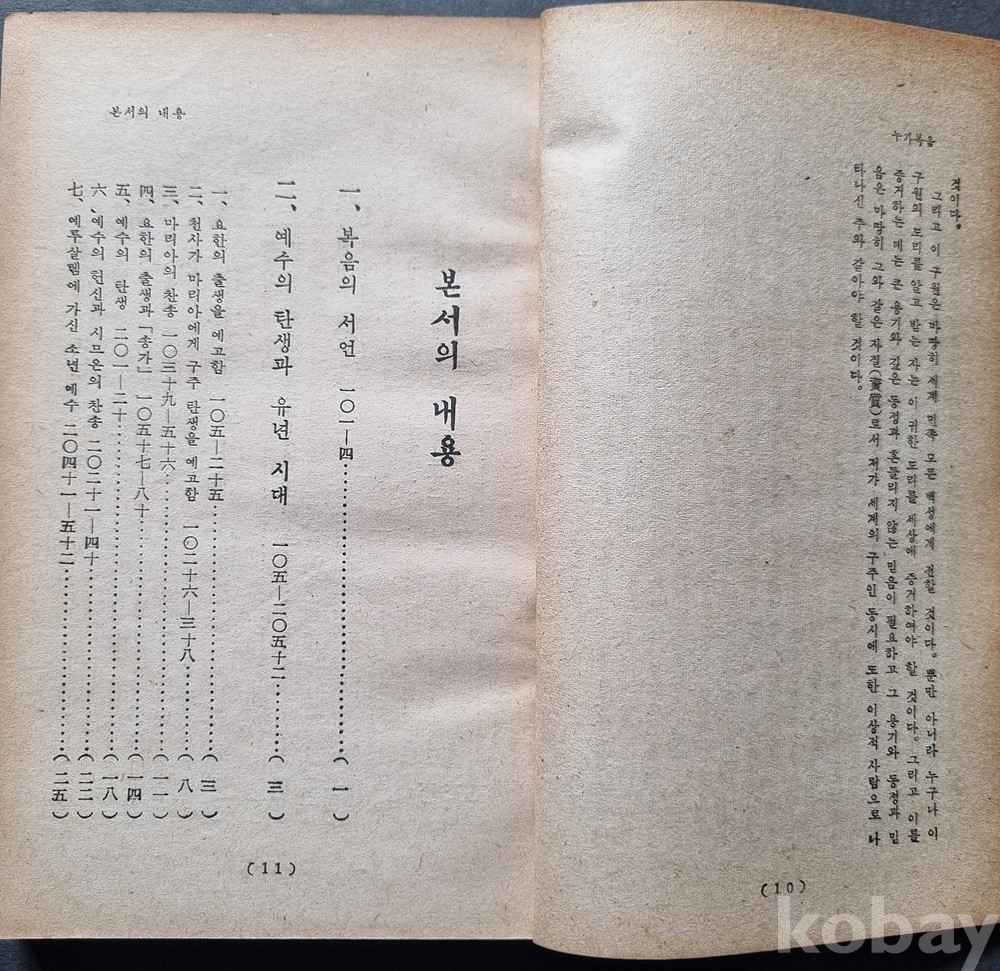 누가복음
것이다。
그리고 이 구원은 마땅히 세계 민족 모든 백성에게 전할 것이다。뿐만 아니라 누구나 이
구원의 도리를 알고 받는 자는 이 귀한 도리를 세상에 증거하여야 할 것이다。그리고 이를
증거하는 데는 큰 용기와 깊은 동정과 흔들리지 않는 믿음이 필요하고 그 용기와 동정과 믿
음은 마땅히 그와 같은 자질(資質)로서 저가 세계의 구주인 동시에 또한 이상적 사람으로 나
타나신 주와 같아야 할 것이다。
(10)
본서의 내용
본서의 내용
一、복음의 서언 一〇一—四……………………(一)
二、예수의 탄생과 유년 시대 一〇五—二〇五十二………(三)
一、요한의 출생을 예고함 一〇五—二十五……………………(三)
二、천사가 마리아에게 구주 탄생을 예고함 一〇二十六—三十八………(八)
三、마리아의 찬송 一〇三十九—五十六……………………(一一)
四、요한의 출생과 「송가」 一〇五十七—八十……………………(一四)
五、예수의 탄생 二〇一—二十……………………(一八)
六、예수의 헌신과 시므온의 찬송 二〇二十一—四十……………………(二二)
七、예루살렘에 가신 소년 예수 二〇四十一—五十二……………………(二五)
(11)
kobay